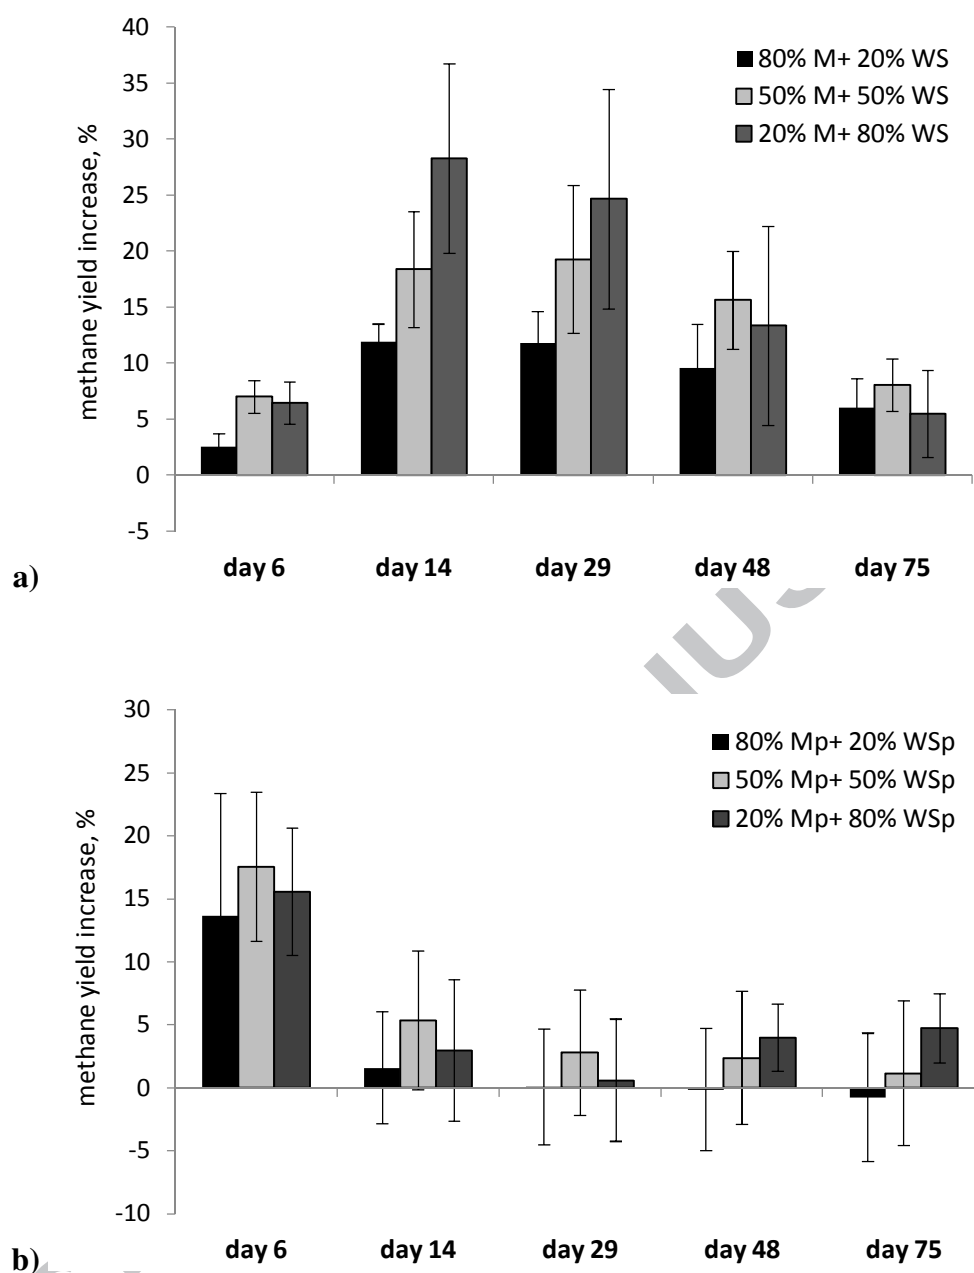 40
35
30
25
20
15
10
5
0
-5
methane yield increase, %
80% M+ 20% WS
50% M+ 50% WS
20% M+ 80% WS
day 6 day 14 day 29 day 48 day 75
a)
30
25
20
15
10
5
0
-5
-10
methane yield increase, %
80% Mp+ 20% WSp
50% Mp+ 50% WSp
20% Mp+ 80% WSp
day 6 day 14 day 29 day 48 day 75
b)